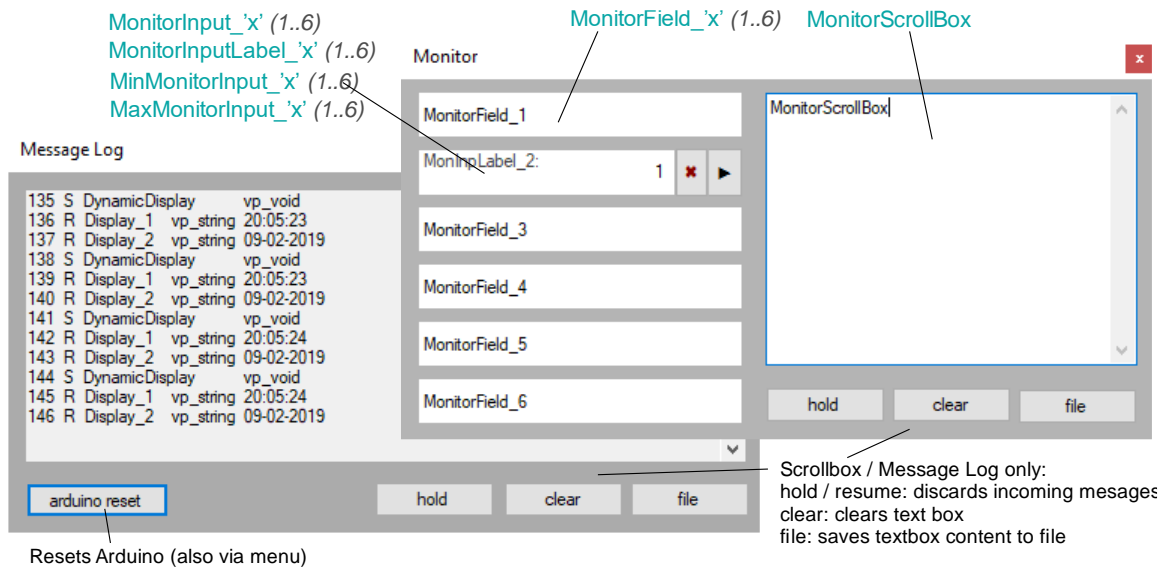 MonitorInput_'x' (1..6)
MonitorInputLabel_'x' (1..6)
MinMonitorInput_'x' (1..6)
MaxMonitorInput_'x' (1..6)
MonitorField_'x' (1..6)
MonitorScrollBox
Monitor
x
MonitorField_1
MonInpLabel_2:
1
MonitorField_3
MonitorField_4
MonitorField_5
MonitorField_6
MonitorScrollBox
hold clear file
Message Log
135 S DynamicDisplay vp_void
136 R Display_1 vp_string 20:05:23
137 R Display_2 vp_string 09-02-2019
138 S DynamicDisplay vp_void
139 R Display_1 vp_string 20:05:23
140 R Display_2 vp_string 09-02-2019
141 S DynamicDisplay vp_void
142 R Display_1 vp_string 20:05:24
143 R Display_2 vp_string 09-02-2019
144 S DynamicDisplay vp_void
145 R Display_1 vp_string 20:05:24
146 R Display_2 vp_string 09-02-2019
arduino reset hold clear file
Resets Arduino (also via menu)
Scrollbox / Message Log only:
hold / resume: discards incoming mesages
clear: clears text box
file: saves textbox content to file